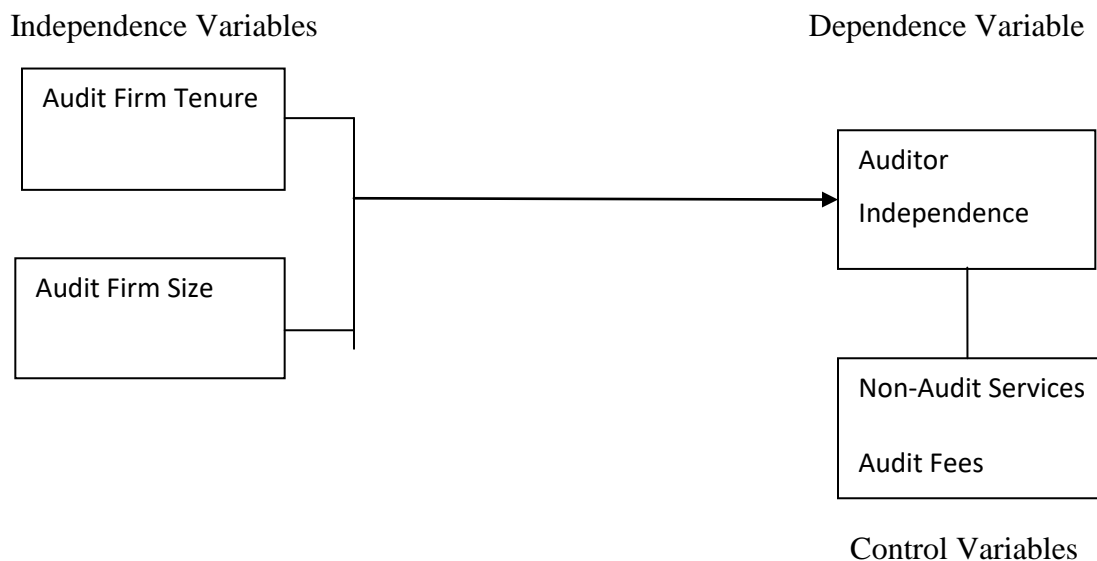 Independence Variables
Dependence Variable
Audit Firm Tenure
Auditor
Independence
Audit Firm Size
Non-Audit Services
Audit Fees
Control Variables